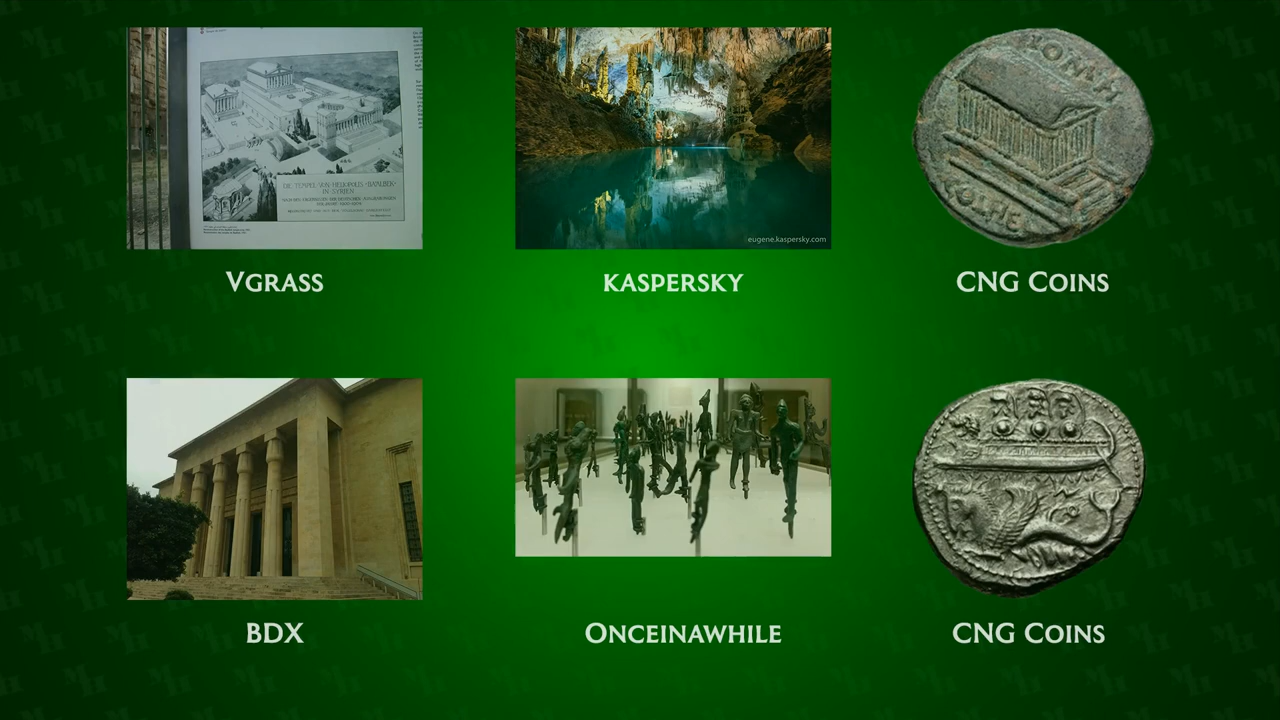 DIE TEMPEL VON HELIOPOLIS (BAALBEK)
IN SYRIEN
eugene.kaspersky.com
VGRASS
KASPERSKY
CNG COINS
BDX
ONCEINAWHILE
CNG COINS